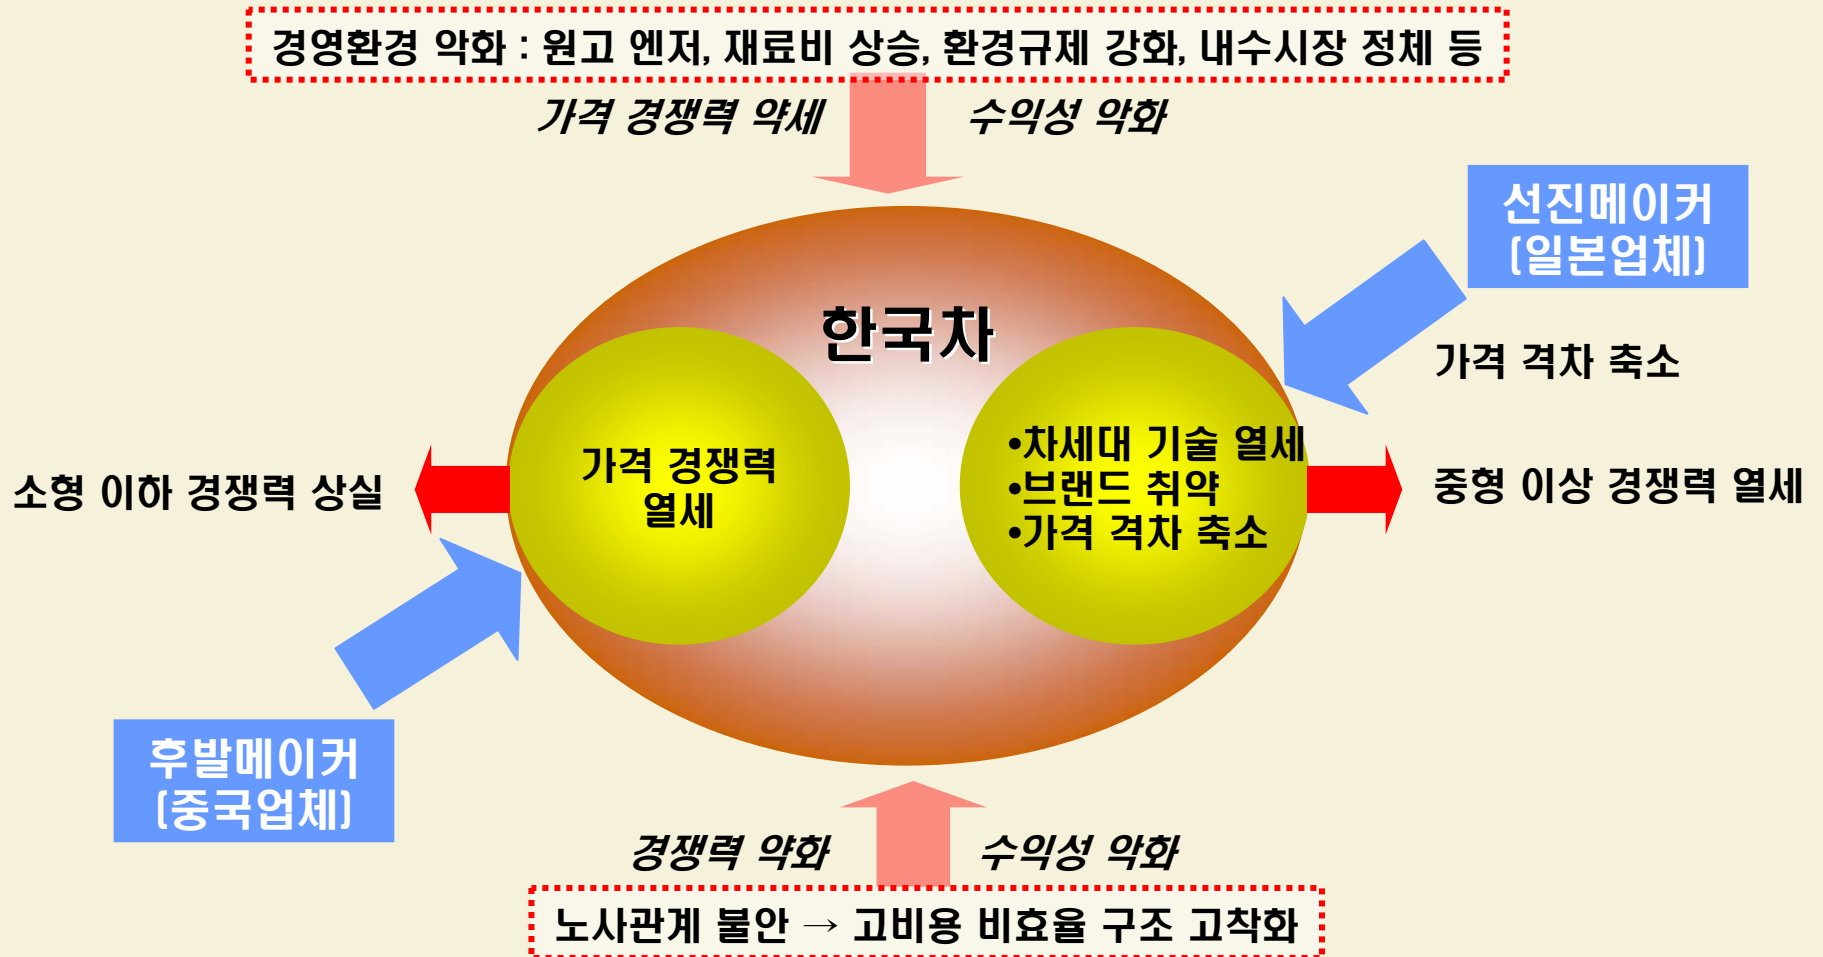 경영환경 악화 : 원고 엔저, 재료비 상승, 환경규제 강화, 내수시장 정체 등
가격 경쟁력 약세
수익성 악화
선진메이커
(일본업체)
한국차
가격 격차 축소
가격 경쟁력
열세
•차세대 기술 열세
•브랜드 취약
•가격 격차 축소
소형 이하 경쟁력 상실
중형 이상 경쟁력 열세
후발메이커
(중국업체)
경쟁력 약화
수익성 악화
노사관계 불안 → 고비용 비효율 구조 고착화